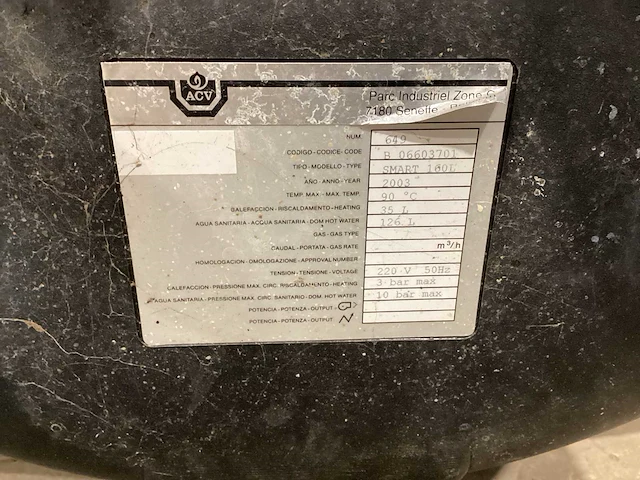 ACV
Parc Industriel Zone
7180 Seneffe
NUM. 649
CODIGO - CODICE - CODE B 06603701
TIPO - MODELLO - TYPE SMART 160L
AÑO - ANNO - YEAR 2003
TEMP. MAX - MAX. TEMP. 90 °C
CALEFACCION - RISCALDAMENTO - HEATING 35 L
AGUA SANITARIA - ACQUA SANITARIA - DOM HOT WATER 126 L
GAS - GAS TYPE
CAUDAL - PORTATA - GAS RATE m³/h
HOMOLOGACION - OMOLOGAZIONE - APPROVAL NUMBER
TENSION - TENSIONE - VOLTAGE 220 V 50Hz
CALEFACCION - PRESSIONE MAX. CIRC. RISCALDAMENTO - HEATING 3 bar max
AGUA SANITARIA - PRESSIONE MAX. CIRC. SANITARIO - DOM. HOT WATER 10 bar max
POTENCIA - POTENZA - OUTPUT
POTENCIA - POTENZA - OUTPUT